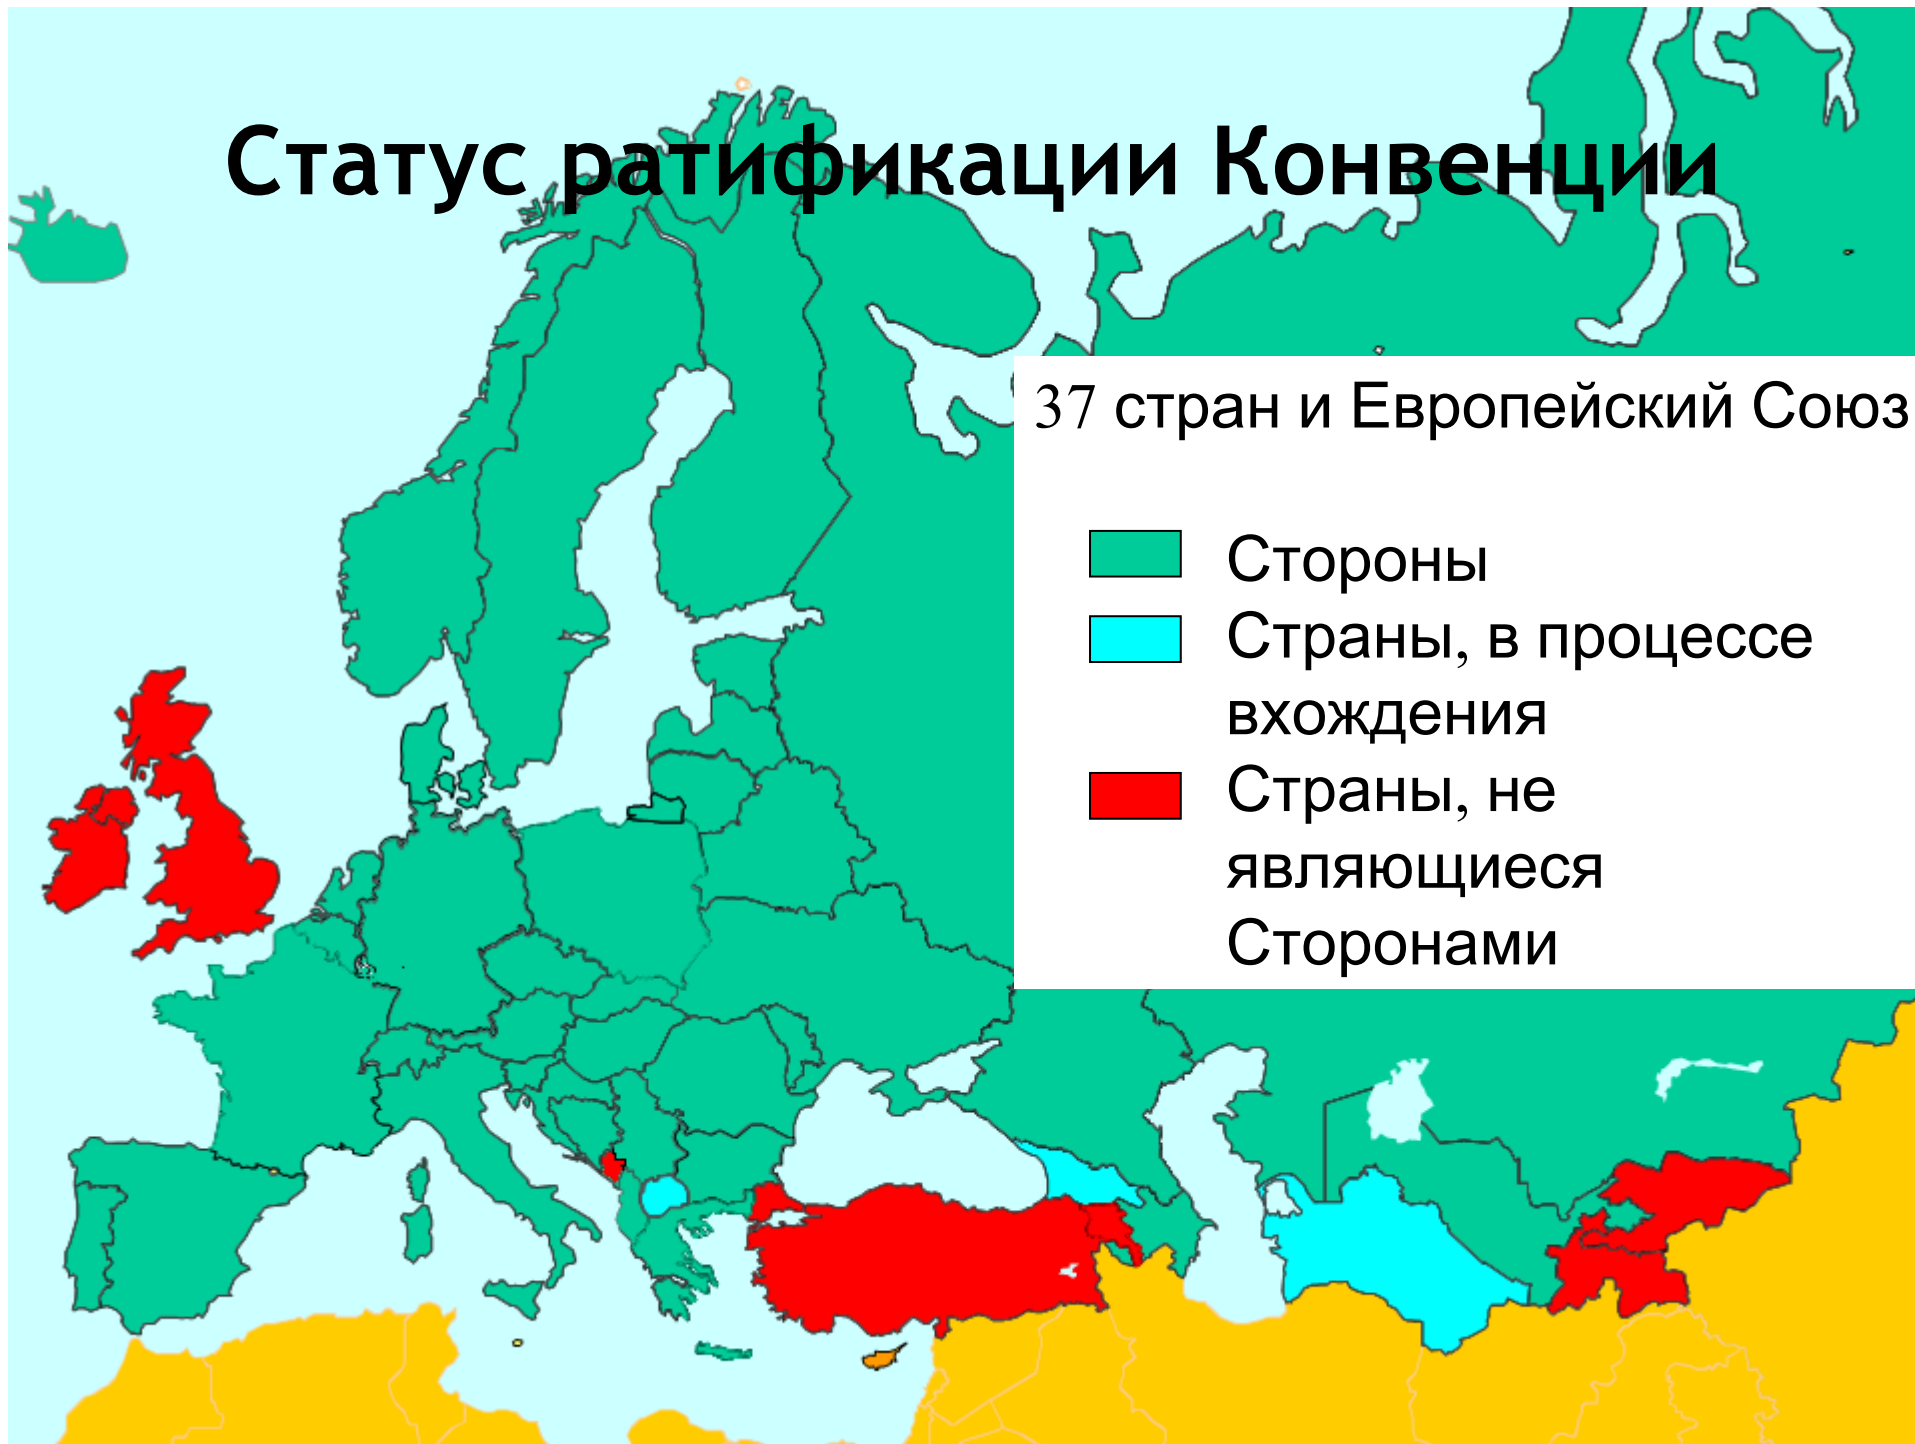 Статус ратификации Конвенции
37 стран и Европейский Союз
Стороны
Страны, в процессе
вхождения
Страны, не
являющиеся
Сторонами